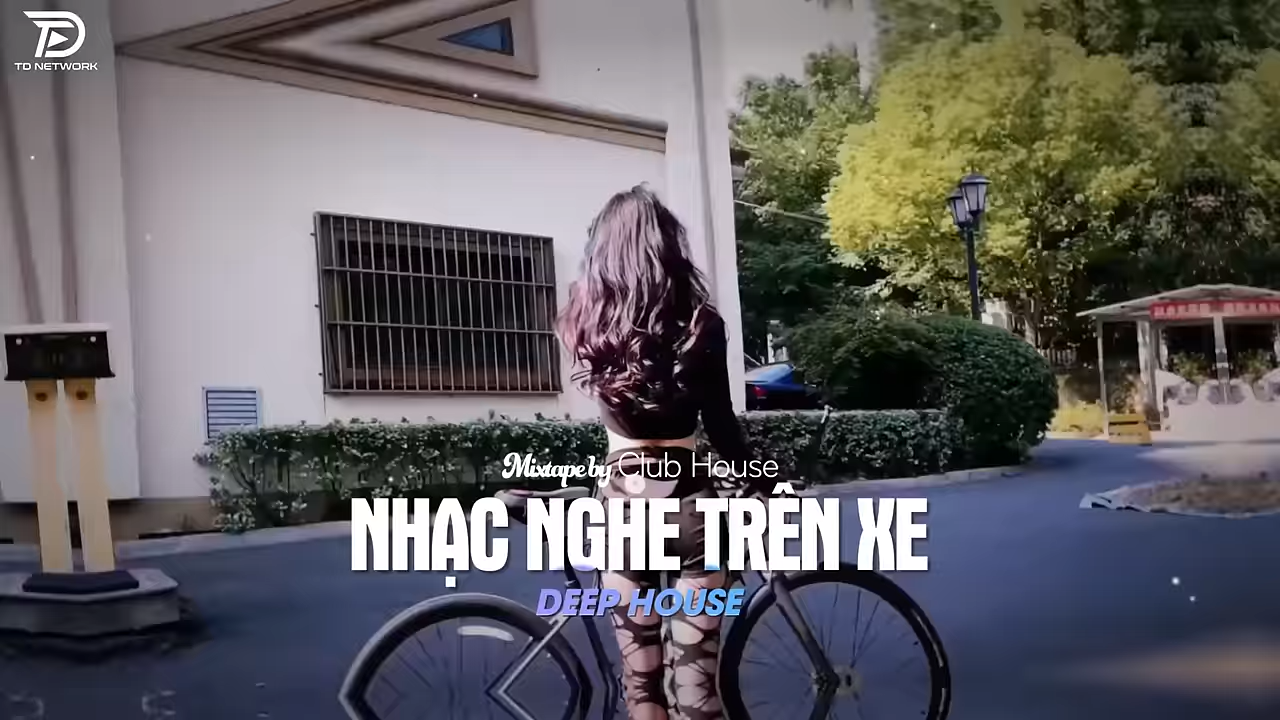 TD NETWORK
Mixtape by Club House
NHẠC NGHE TRÊN XE
DEEP HOUSE